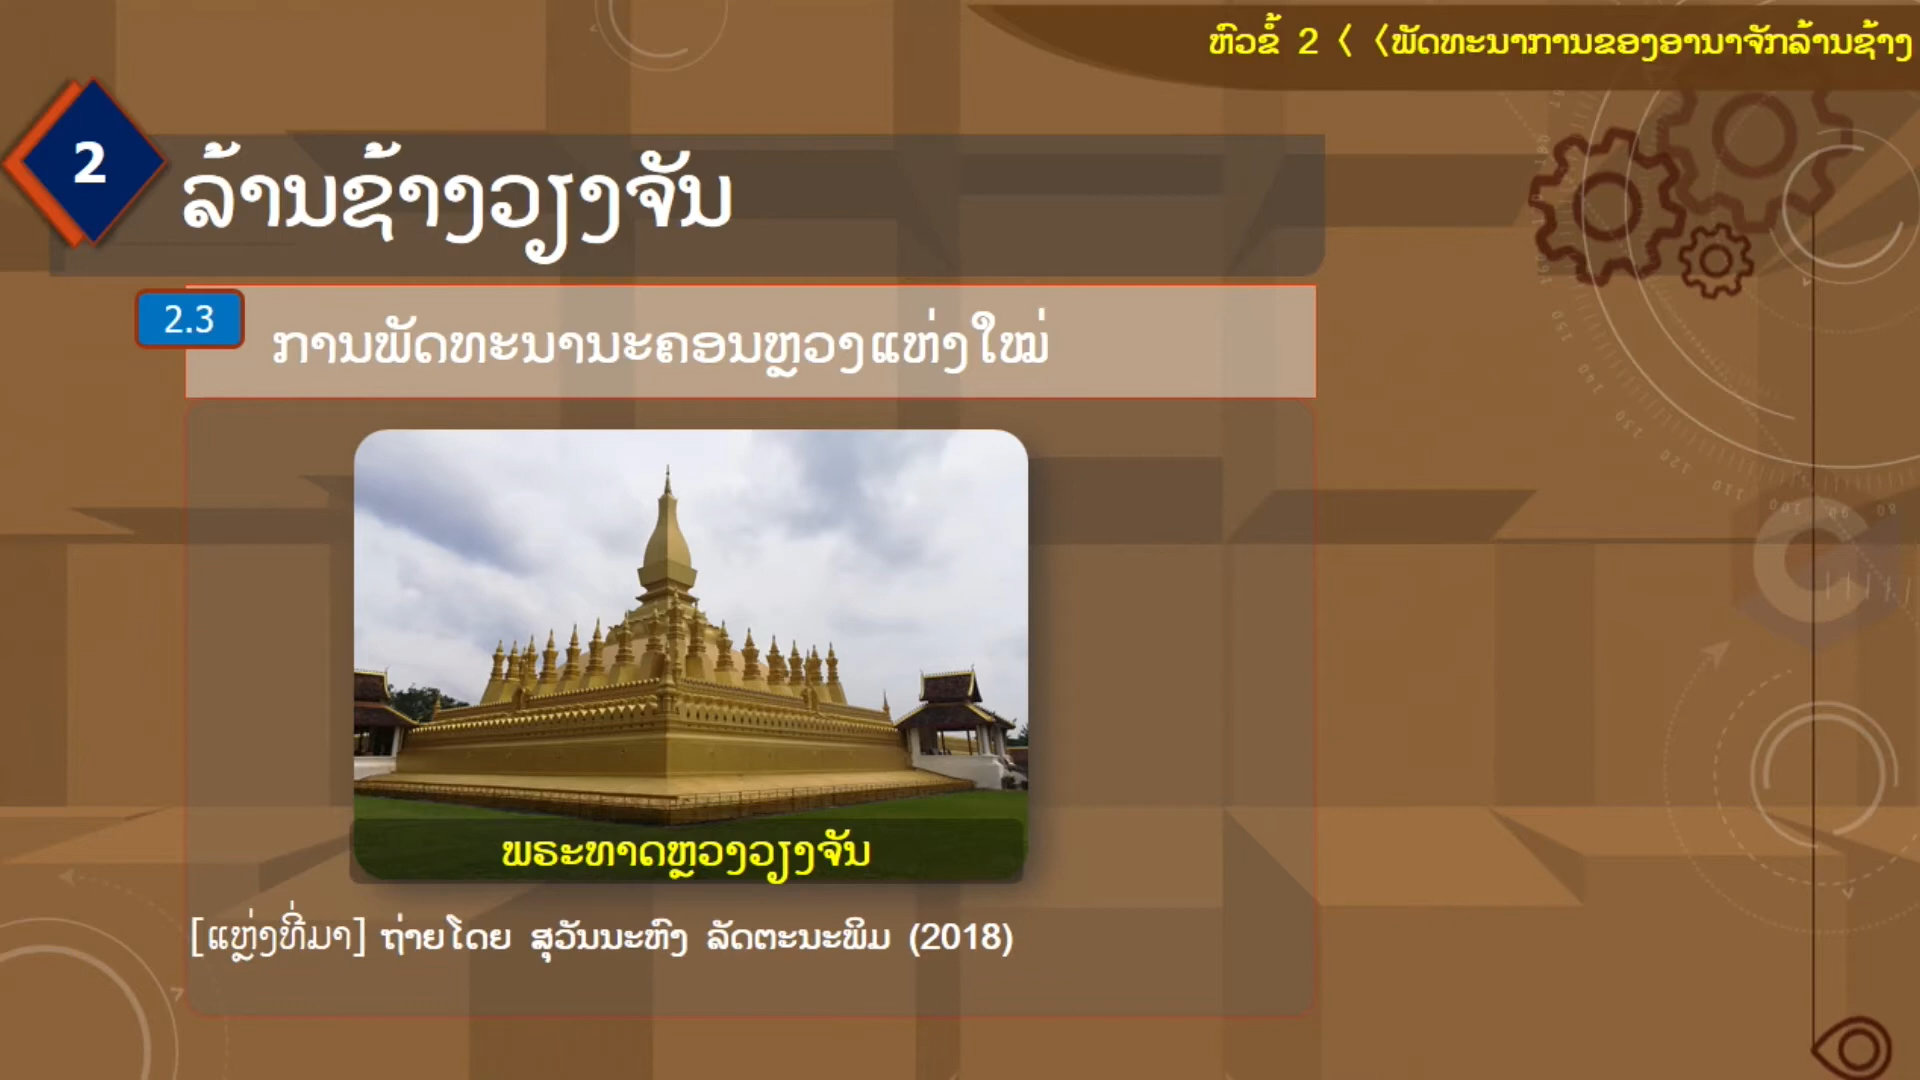 ຫົວຂໍ້ 2 〈 〈ພັດທະນາການຂອງອານາຈັກລ້ານຊ້າງ
2
ລ້ານຊ້າງວຽງຈັນ
2.3
ການພັດທະນານະຄອນຫຼວງແຫ່ງໃໝ່
ພຣະທາດຫຼວງວຽງຈັນ
[ແຫຼ່ງທີ່ມາ] ຖ່າຍໂດຍ ສຸວັນນະຫົງ ລັດຕະນະພິມ (2018)